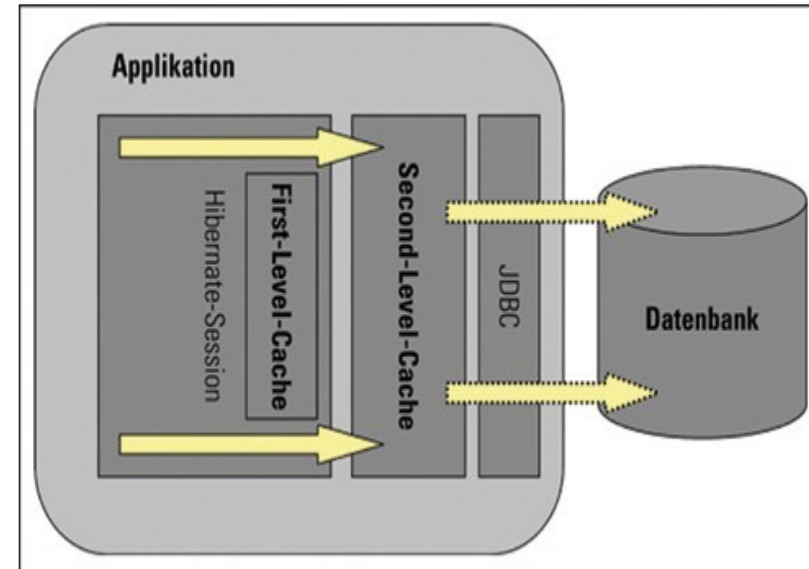 Applikation
Hibernate-Session
First-Level-Cache
Second-Level-Cache
JDBC
Datenbank